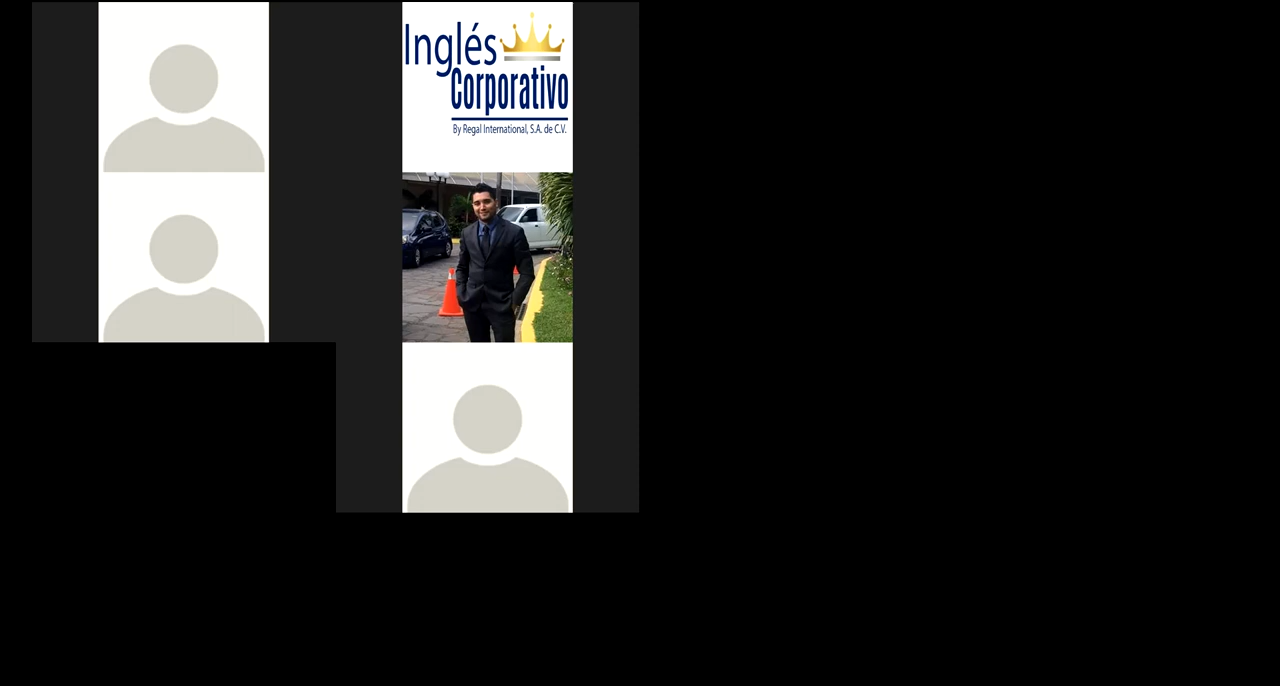 Inglés
Corporativo
By Regal International, S.A. de C.V.